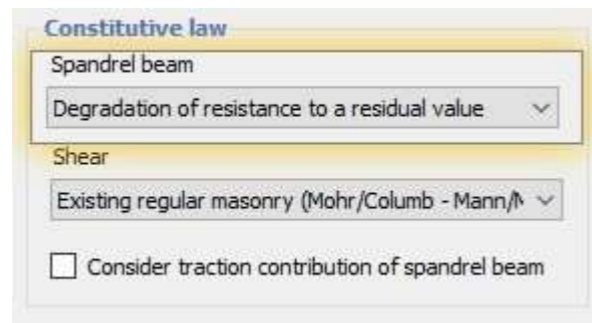 Constitutive law
Spandrel beam
Degradation of resistance to a residual value
Shear
Existing regular masonry (Mohr/Columb - Mann/
Consider traction contribution of spandrel beam